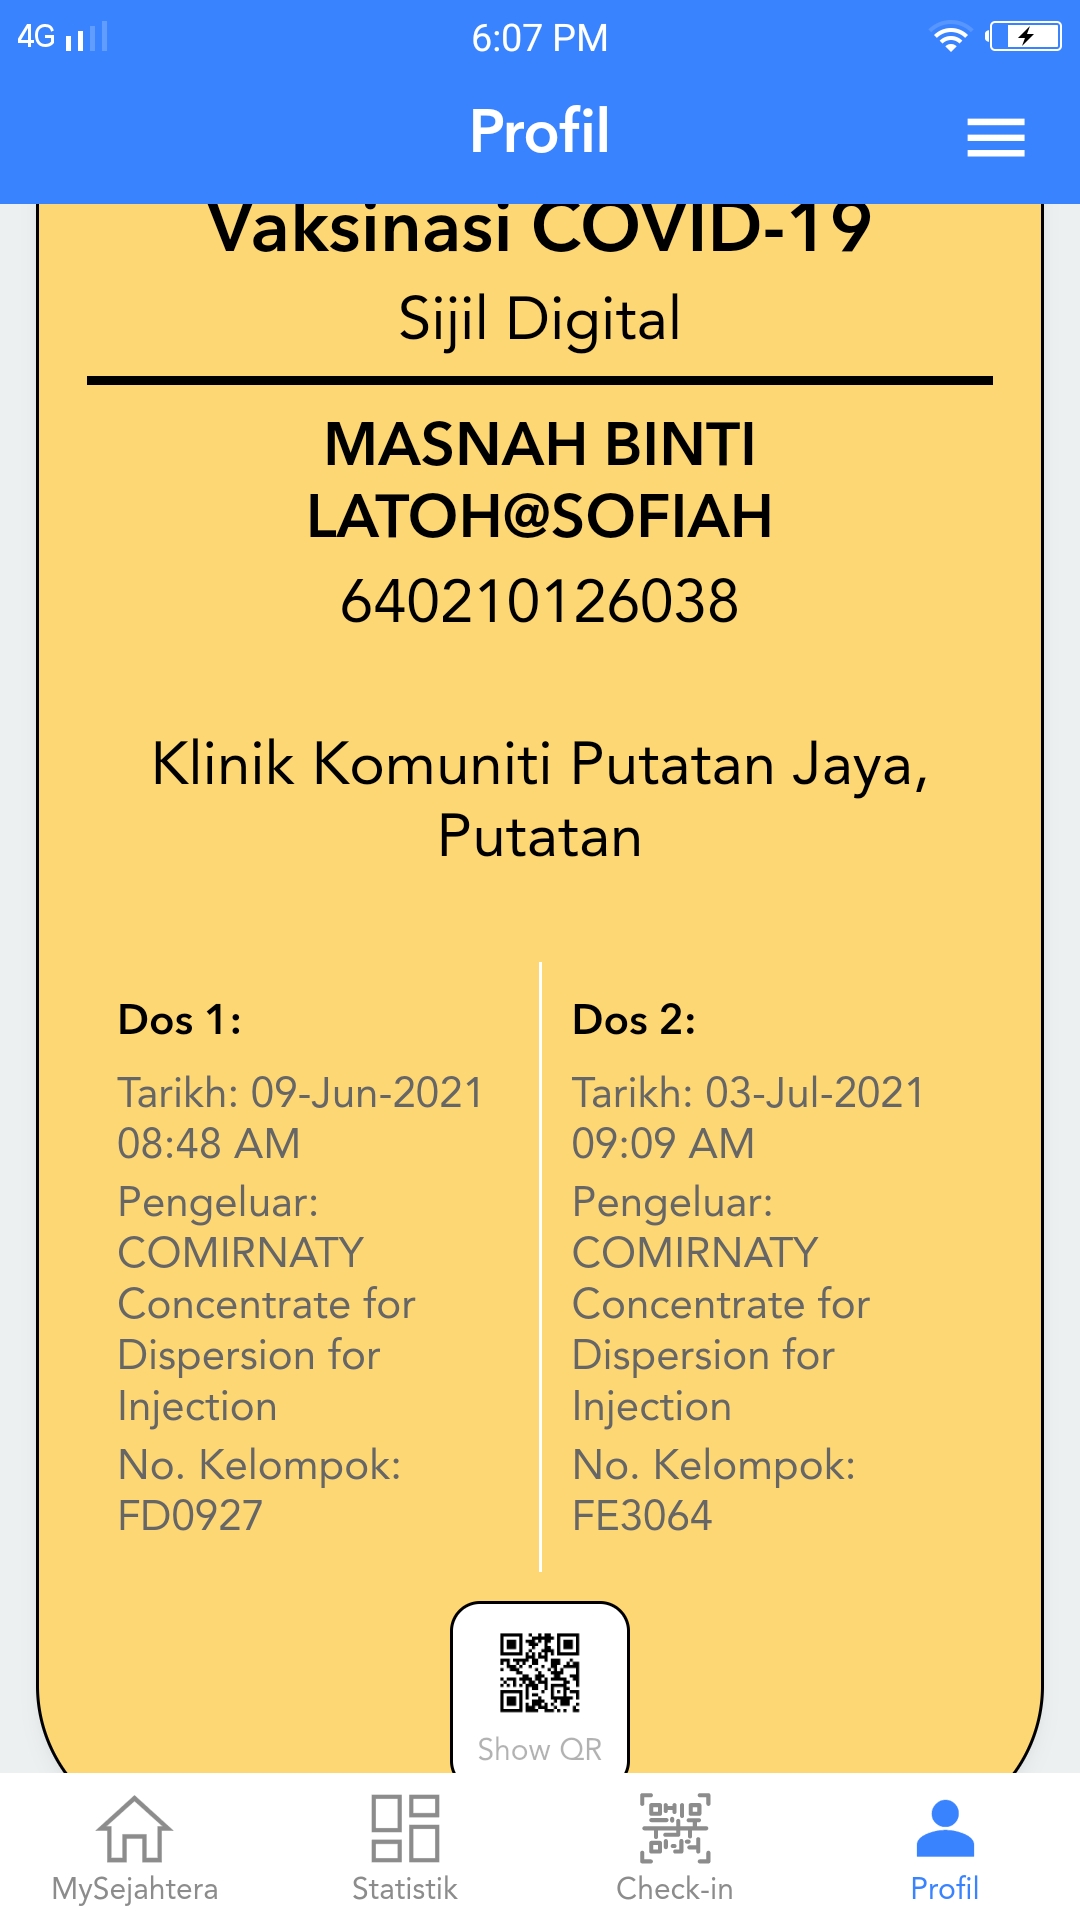 4G 6:07 PM
Profil
Vaksinasi COVID-19
Sijil Digital
MASNAH BINTI
LATOH@SOFIAH
640210126038
Klinik Komuniti Putatan Jaya,
Putatan
Dos 1:
Tarikh: 09-Jun-2021
08:48 AM
Pengeluar:
COMIRNATY
Concentrate for
Dispersion for
Injection
No. Kelompok:
FD0927
Dos 2:
Tarikh: 03-Jul-2021
09:09 AM
Pengeluar:
COMIRNATY
Concentrate for
Dispersion for
Injection
No. Kelompok:
FE3064
Show QR
MySejahtera Statistik Check-in Profil